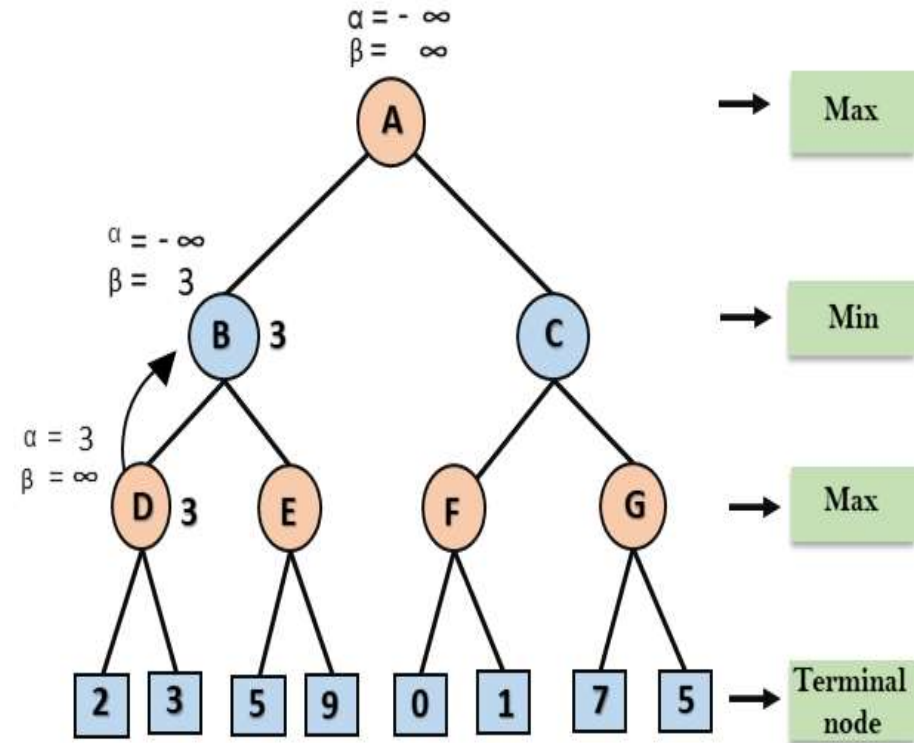 α = - ∞
β = ∞
A
Max
α = - ∞
β = 3
B 3
C
Min
α = 3
β = ∞
D 3
E
F
G
Max
2 3 5 9 0 1 7 5
Terminal
node